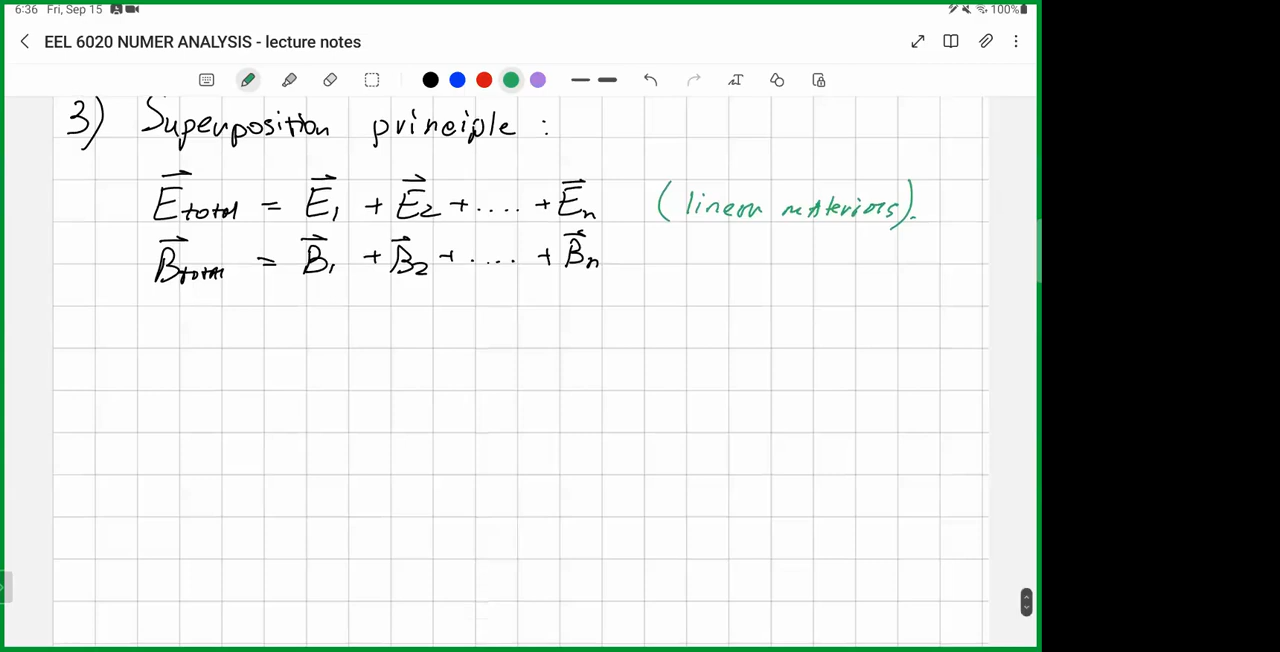 6:36 Fri, Sep 15 100%
EEL 6020 NUMER ANALYSIS - lecture notes
3) Superposition principle :
E⃗total = E⃗1 + E⃗2 + .... + E⃗n (linear materials).
B⃗total = B⃗1 + B⃗2 + .... + B⃗n